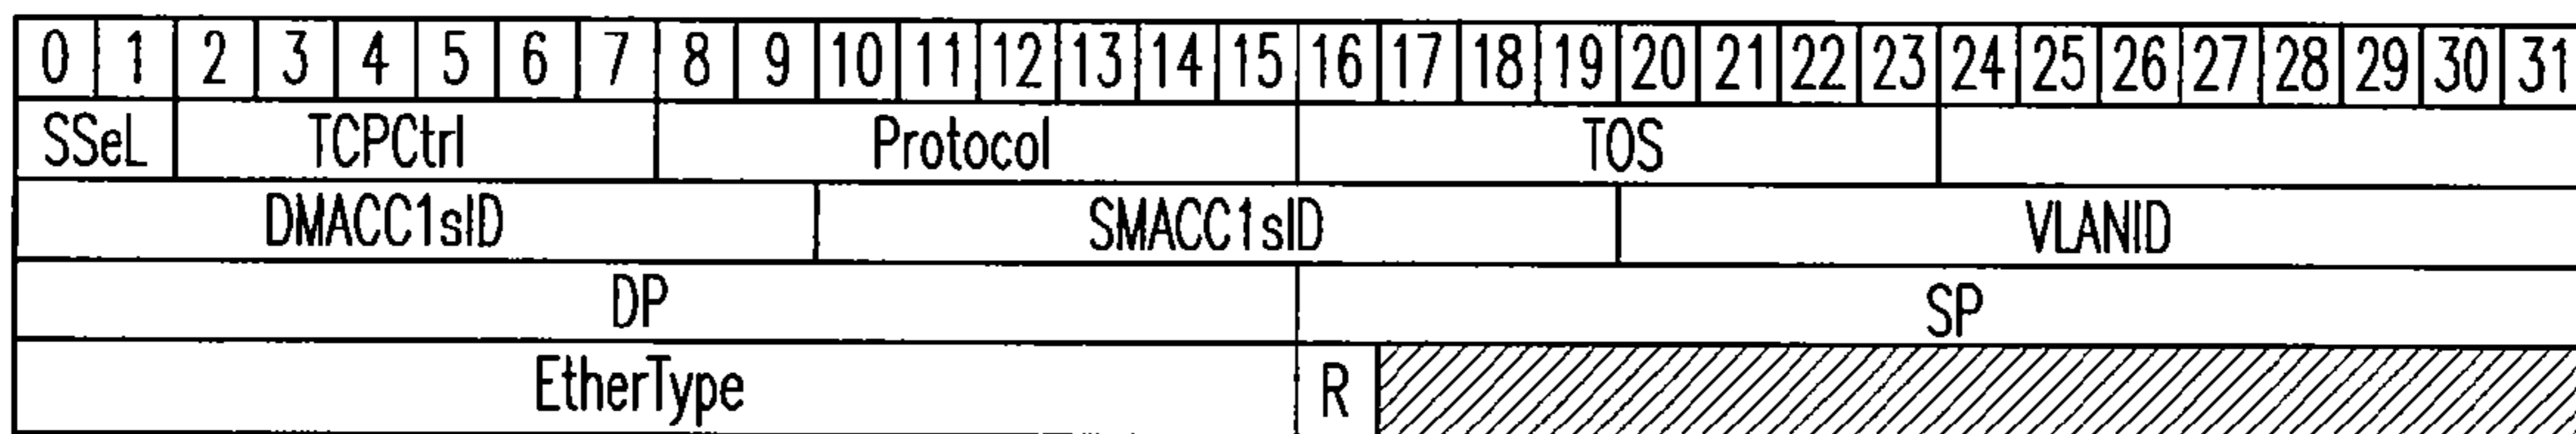 0 1 2 3 4 5 6 7 8 9 10 11 12 13 14 15 16 17 18 19 20 21 22 23 24 25 26 27 28 29 30 31
SSeL TCPCtrl Protocol TOS
DMACC1sID SMACC1sID VLANID
DP SP
EtherType R